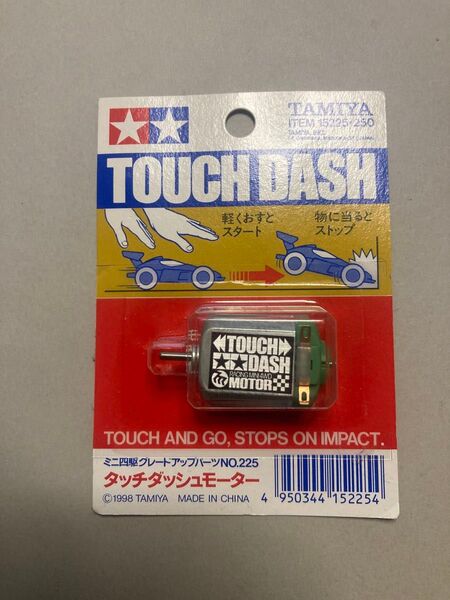 TAMIYA
ITEM 15225:250
TAMIYA, INC.
TOUCH DASH
軽くおすと
スタート
物に当ると
ストップ
TOUCH
DASH
RACING MINI 4WD
MOTOR
TOUCH AND GO, STOPS ON IMPACT.
ミニ四駆グレードアップパーツNO.225
タッチダッシュモーター
©1998 TAMIYA MADE IN CHINA
4 950344 152254